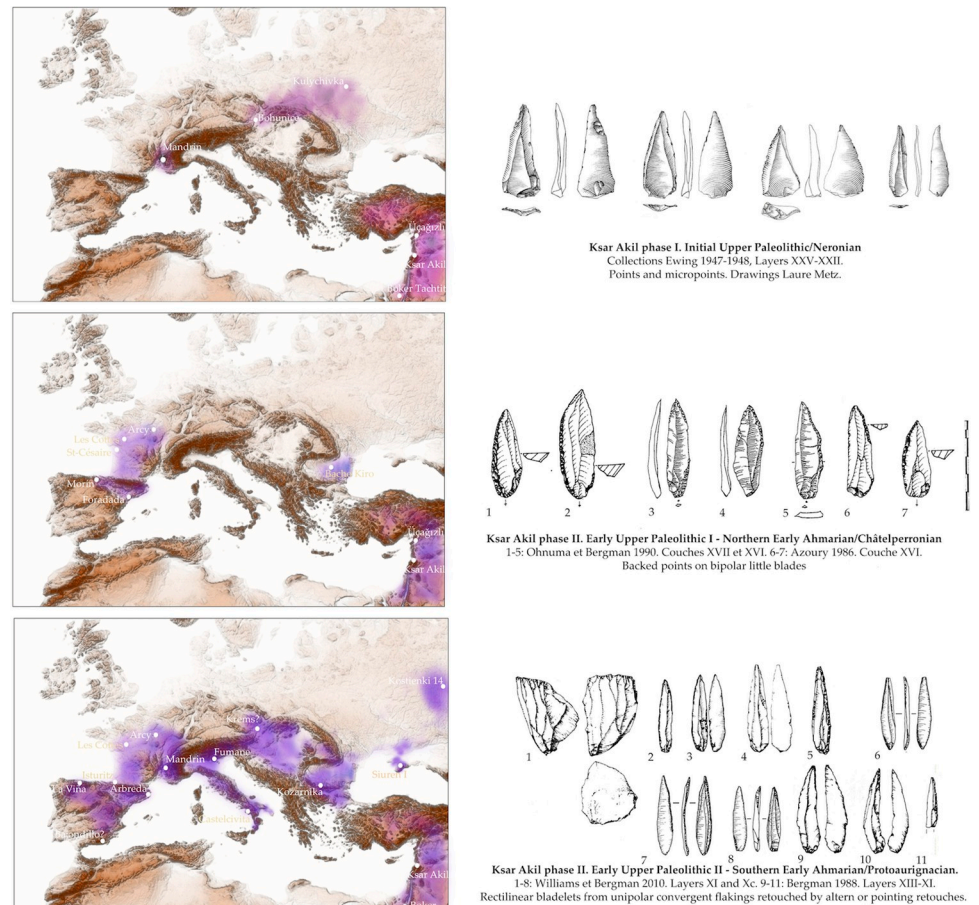 Kulychivka
Bohunice
Mandrin
Üçağızlı
Ksar Akil
Boker Tachtit
Ksar Akil phase I. Initial Upper Paleolithic/Neronian
Collections Ewing 1947-1948, Layers XXV-XXII.
Points and micropoints. Drawings Laure Metz.
Arcy
Les Cottés
St-Césaire
Bacho Kiro
Morin
Foradada
Üçağızlı
Ksar Akil
1 2 3 4 5 6 7
Ksar Akil phase II. Early Upper Paleolithic I - Northern Early Ahmarian/Châtelperronian
1-5: Ohnuma et Bergman 1990. Couches XVII et XVI. 6-7: Azoury 1986. Couche XVI.
Backed points on bipolar little blades
Kostienki 14
Krems?
Arcy
Les Cottés
Fumane
Mandrin
Siuren I
Isturitz
La Viña
Arbreda
Kozarnika
Castelcivita
Ksar Akil
1 2 3 4 5 6
7 8 9 10 11
Ksar Akil phase II. Early Upper Paleolithic II - Southern Early Ahmarian/Protoaurignacian.
1-8: Williams et Bergman 2010. Layers XI and Xc. 9-11: Bergman 1988. Layers XIII-XI.
Rectilinear bladelets from unipolar convergent flakings retouched by altern or pointing retouches.